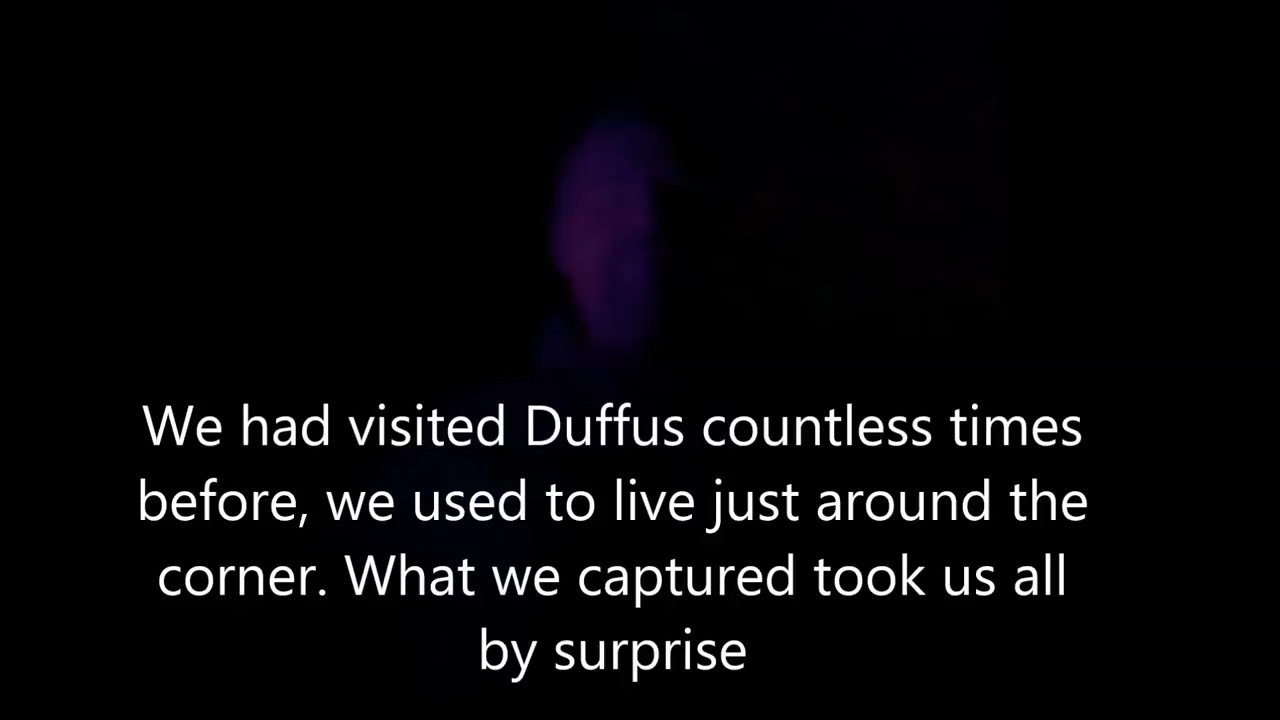 We had visited Duffus countless times
before, we used to live just around the
corner. What we captured took us all
by surprise